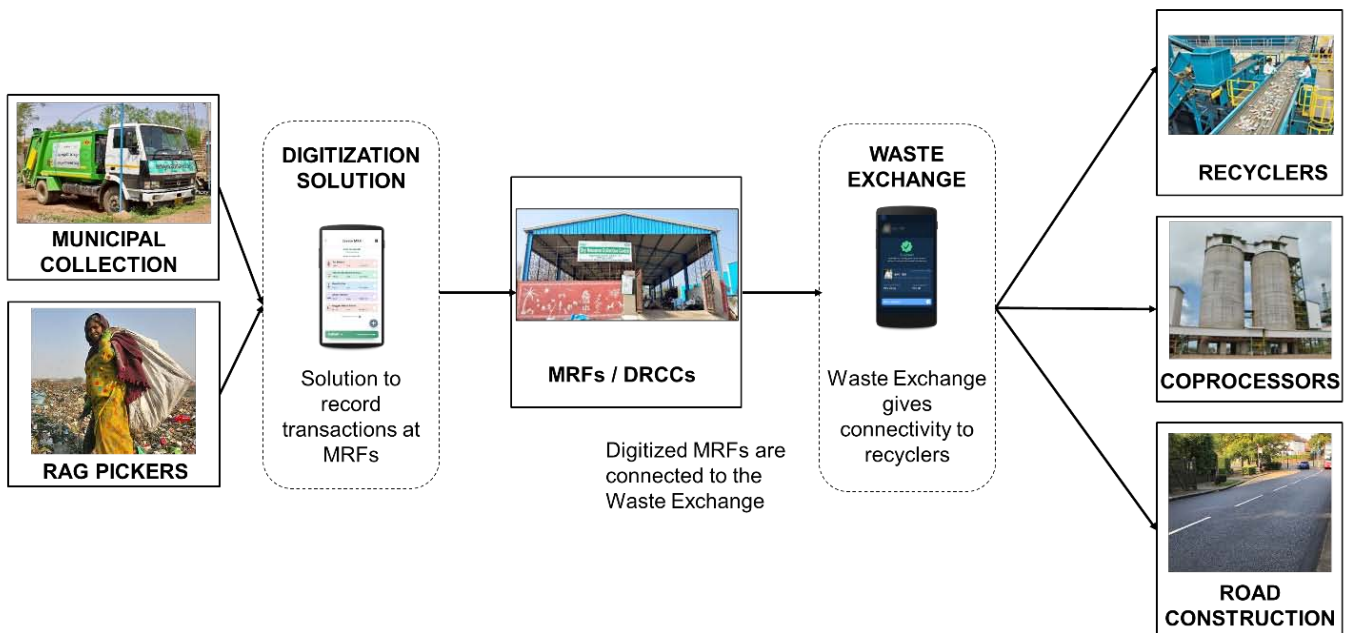 MUNICIPAL
COLLECTION
RAG PICKERS
DIGITIZATION
SOLUTION
Solution to
record
transactions at
MRFs
MRFs / DRCCs
Digitized MRFs are
connected to the
Waste Exchange
WASTE
EXCHANGE
Waste Exchange
gives
connectivity to
recyclers
RECYCLERS
COPROCESSORS
ROAD
CONSTRUCTION